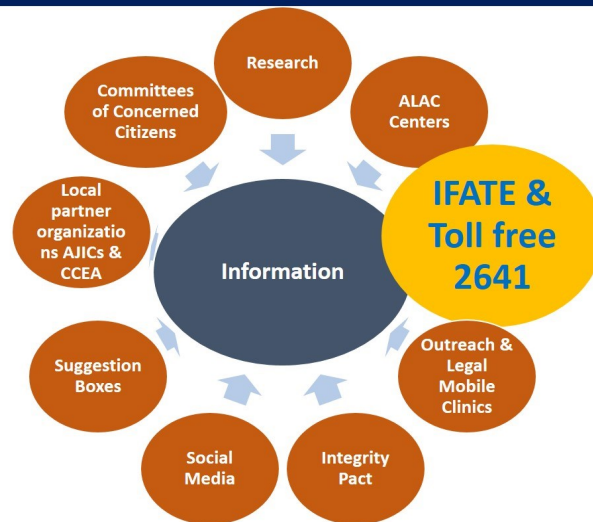 Research
ALAC
Centers
IFATE &
Toll free
2641
Outreach &
Legal
Mobile
Clinics
Integrity
Pact
Social
Media
Suggestion
Boxes
Local
partner
organizatio
ns AJICs &
CCEA
Committees
of Concerned
Citizens
Information